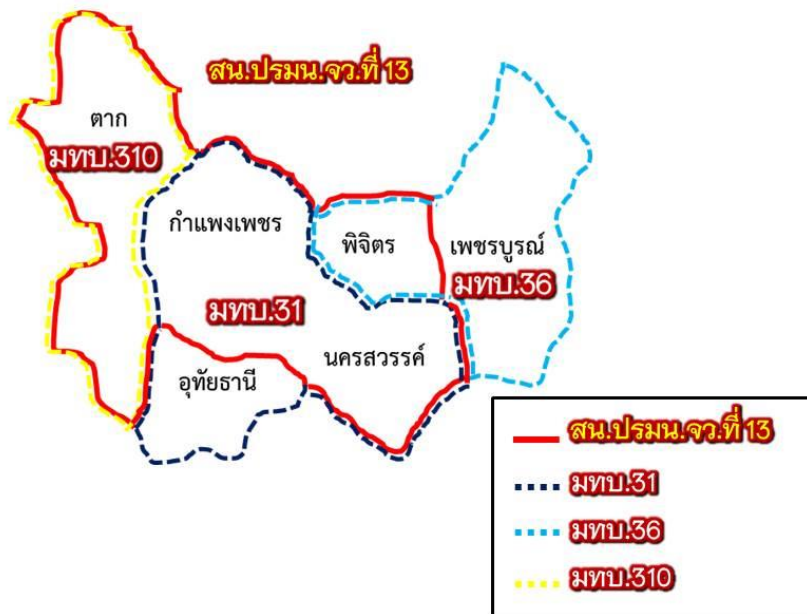 สน.ปรมน.จว.ที่ 13
ตาก
มทบ.310
กำแพงเพชร
พิจิตร
เพชรบูรณ์
มทบ.36
มทบ.31
นครสวรรค์
อุทัยธานี
สน.ปรมน.จว.ที่ 13
มทบ.31
มทบ.36
มทบ.310